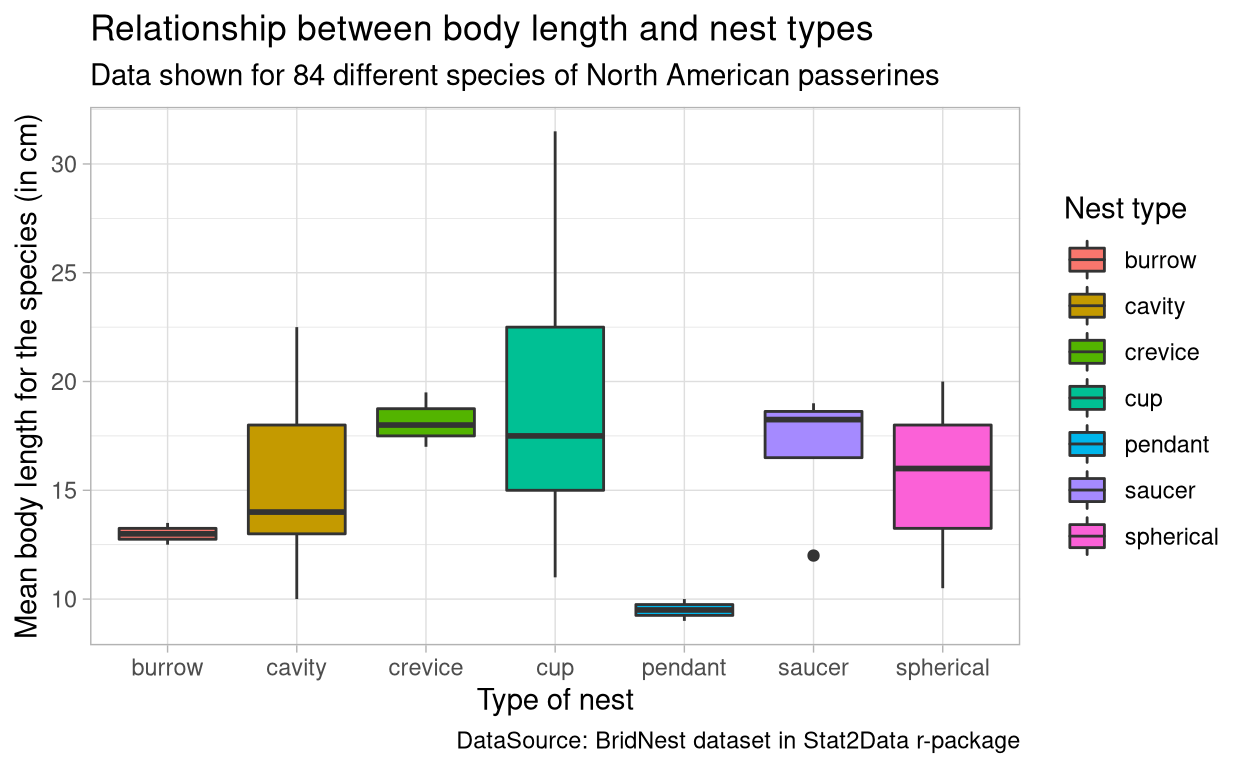 Relationship between body length and nest types
Data shown for 84 different species of North American passerines
Mean body length for the species (in cm)
30
25
20
15
10
burrow cavity crevice cup pendant saucer spherical
Type of nest
DataSource: BridNest dataset in Stat2Data r-package
Nest type
burrow
cavity
crevice
cup
pendant
saucer
spherical